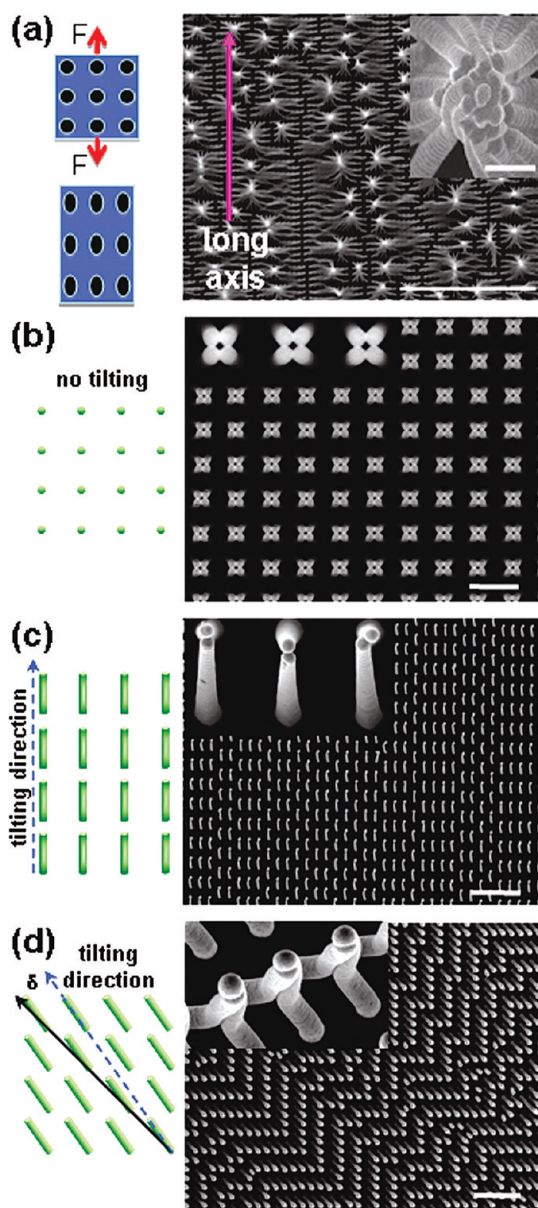 (a)
F
F
long
axis
(b)
no tilting
(c)
tilting direction
(d)
tilting
direction
δ